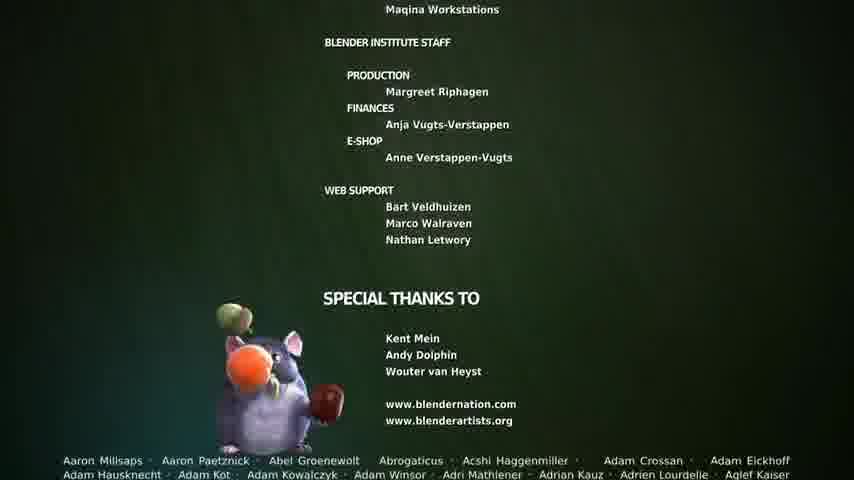 Maqina Workstations
BLENDER INSTITUTE STAFF
PRODUCTION
Margreet Riphagen
FINANCES
Anja Vugts-Verstappen
E-SHOP
Anne Verstappen-Vugts
WEB SUPPORT
Bart Veldhuizen
Marco Walraven
Nathan Letwory
SPECIAL THANKS TO
Kent Mein
Andy Dolphin
Wouter van Heyst
www.blendernation.com
www.blenderartists.org
Aaron Millsaps · Aaron Paetznick · Abel Groenewolt Abrogaticus · Acshi Haggenmiller · Adam Crossan · Adam Eickhoff
Adam Hausknecht · Adam Kot · Adam Kowalczyk · Adam Winsor · Adri Mathlener · Adrian Kauz · Adrien Lourdelle · Aglef Kaiser